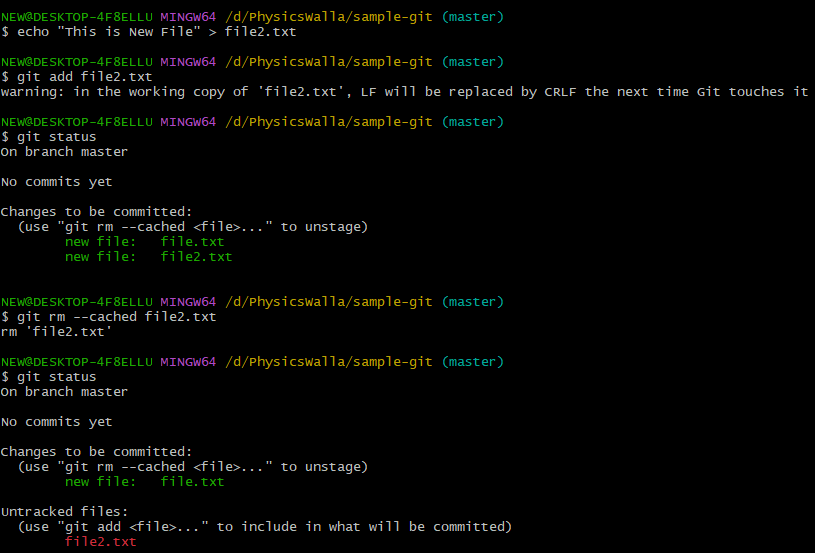 NEW@DESKTOP-4F8ELLU MINGW64 /d/PhysicsWalla/sample-git (master)
$ echo "This is New File" > file2.txt
NEW@DESKTOP-4F8ELLU MINGW64 /d/PhysicsWalla/sample-git (master)
$ git add file2.txt
warning: in the working copy of 'file2.txt', LF will be replaced by CRLF the next time Git touches it
NEW@DESKTOP-4F8ELLU MINGW64 /d/PhysicsWalla/sample-git (master)
$ git status
On branch master
No commits yet
Changes to be committed:
  (use "git rm --cached <file>..." to unstage)
        new file:   file.txt
        new file:   file2.txt
NEW@DESKTOP-4F8ELLU MINGW64 /d/PhysicsWalla/sample-git (master)
$ git rm --cached file2.txt
rm 'file2.txt'
NEW@DESKTOP-4F8ELLU MINGW64 /d/PhysicsWalla/sample-git (master)
$ git status
On branch master
No commits yet
Changes to be committed:
  (use "git rm --cached <file>..." to unstage)
        new file:   file.txt
Untracked files:
  (use "git add <file>..." to include in what will be committed)
        file2.txt